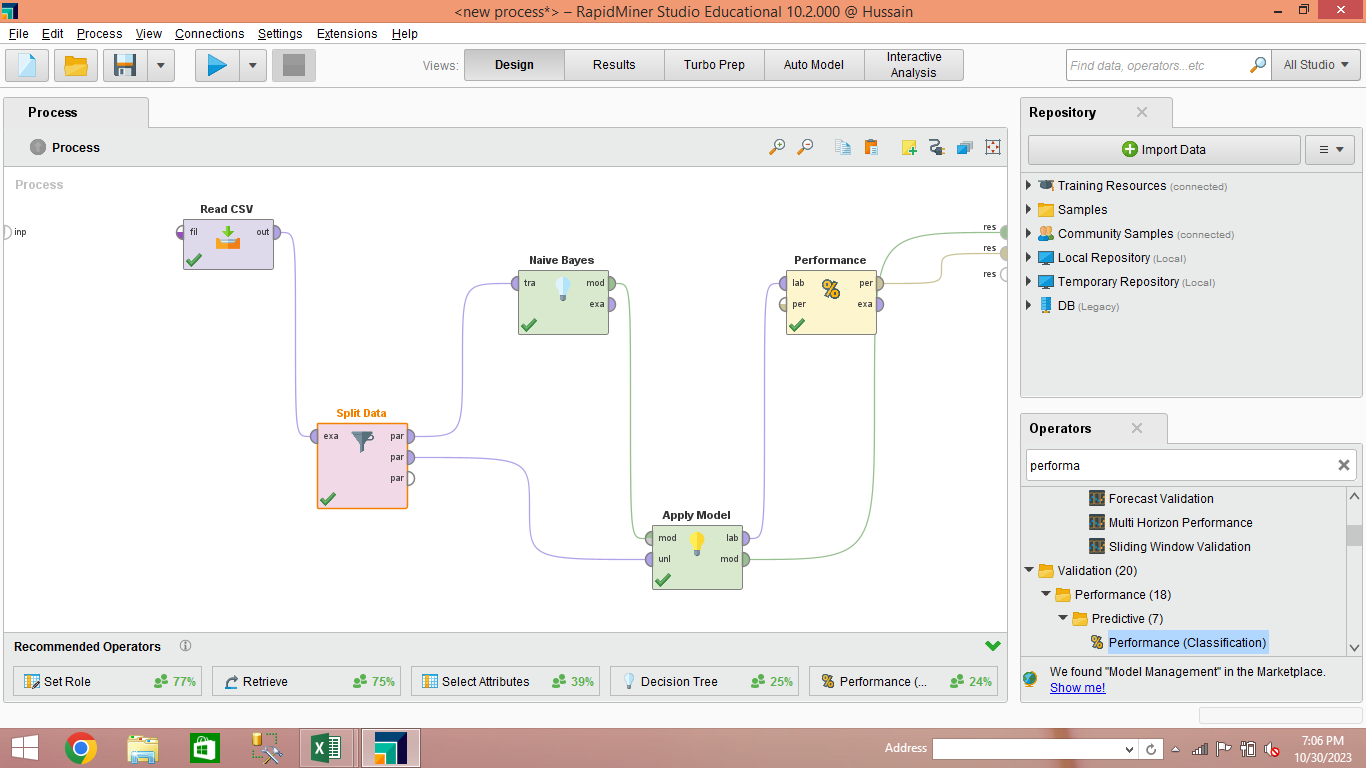 <new process*> – RapidMiner Studio Educational 10.2.000 @ Hussain
File Edit Process View Connections Settings Extensions Help
Views: Design Results Turbo Prep Auto Model Interactive Analysis
Find data, operators...etc All Studio
Process
Process
Process
inp
Read CSV
fil out
Split Data
exa par
par
par
Naive Bayes
tra mod
exa
Apply Model
mod lab
unl mod
Performance
lab per
per exa
res
res
res
Recommended Operators
Set Role 77%
Retrieve 75%
Select Attributes 39%
Decision Tree 25%
Performance (... 24%
Repository
Import Data
Training Resources (connected)
Samples
Community Samples (connected)
Local Repository (Local)
Temporary Repository (Local)
DB (Legacy)
Operators
performa
Forecast Validation
Multi Horizon Performance
Sliding Window Validation
Validation (20)
Performance (18)
Predictive (7)
Performance (Classification)
We found "Model Management" in the Marketplace.
Show me!
Address
7:06 PM
10/30/2023